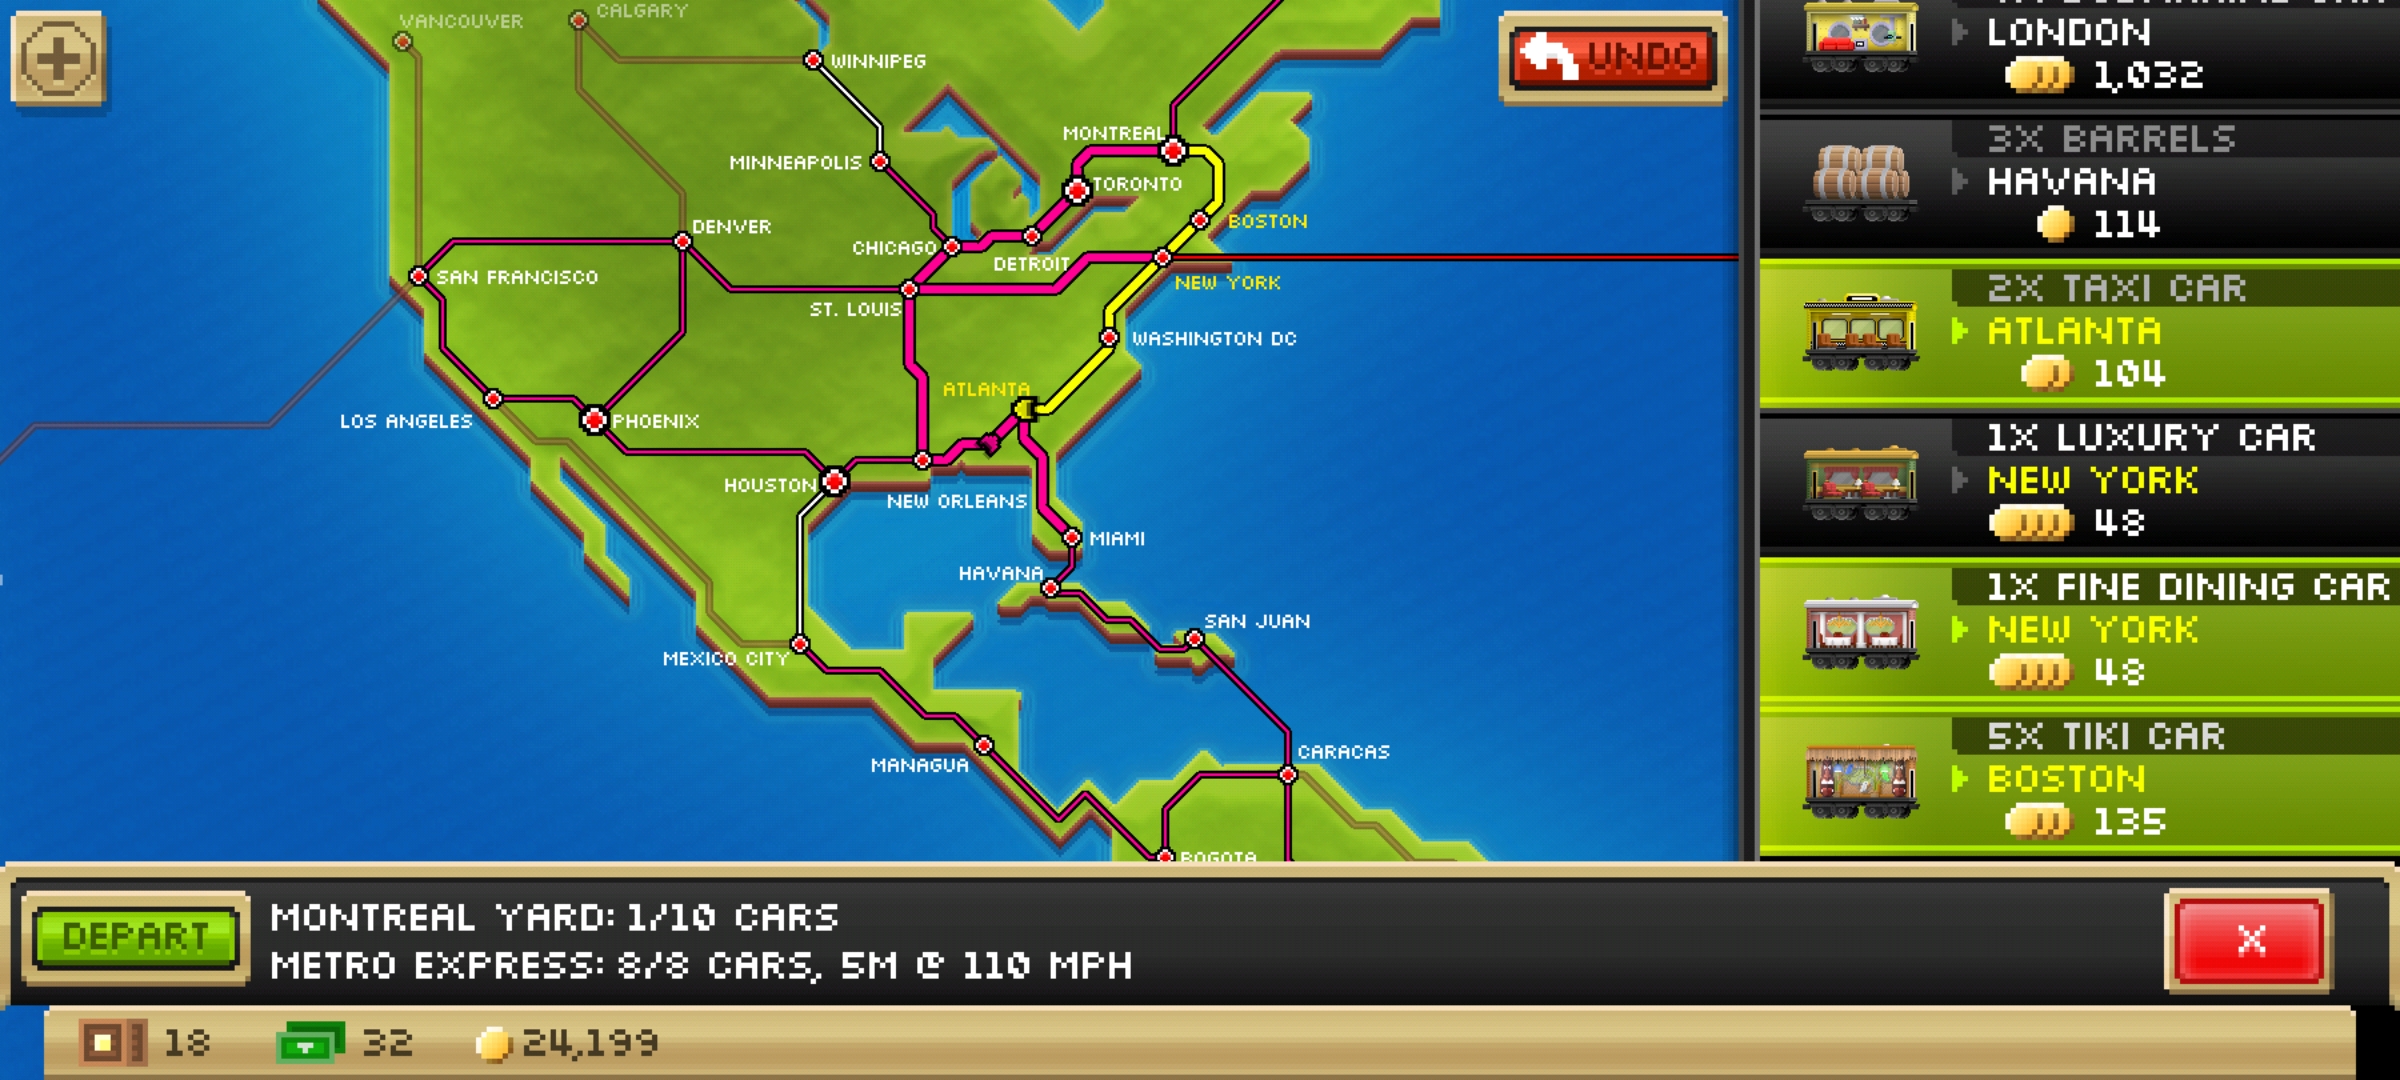 VANCOUVER
CALGARY
WINNIPEG
UNDO
MONTREAL
MINNEAPOLIS
TORONTO
BOSTON
DENVER
CHICAGO
DETROIT
SAN FRANCISCO
NEW YORK
ST. LOUIS
WASHINGTON DC
ATLANTA
LOS ANGELES
PHOENIX
HOUSTON
NEW ORLEANS
MIAMI
HAVANA
SAN JUAN
MEXICO CITY
CARACAS
MANAGUA
BOGOTA
LONDON
1,032
3X BARRELS
HAVANA
114
2X TAXI CAR
ATLANTA
104
1X LUXURY CAR
NEW YORK
48
1X FINE DINING CAR
NEW YORK
48
5X TIKI CAR
BOSTON
135
DEPART
MONTREAL YARD: 1/10 CARS
METRO EXPRESS: 8/8 CARS, 5M @ 110 MPH
X
18
32
24,199